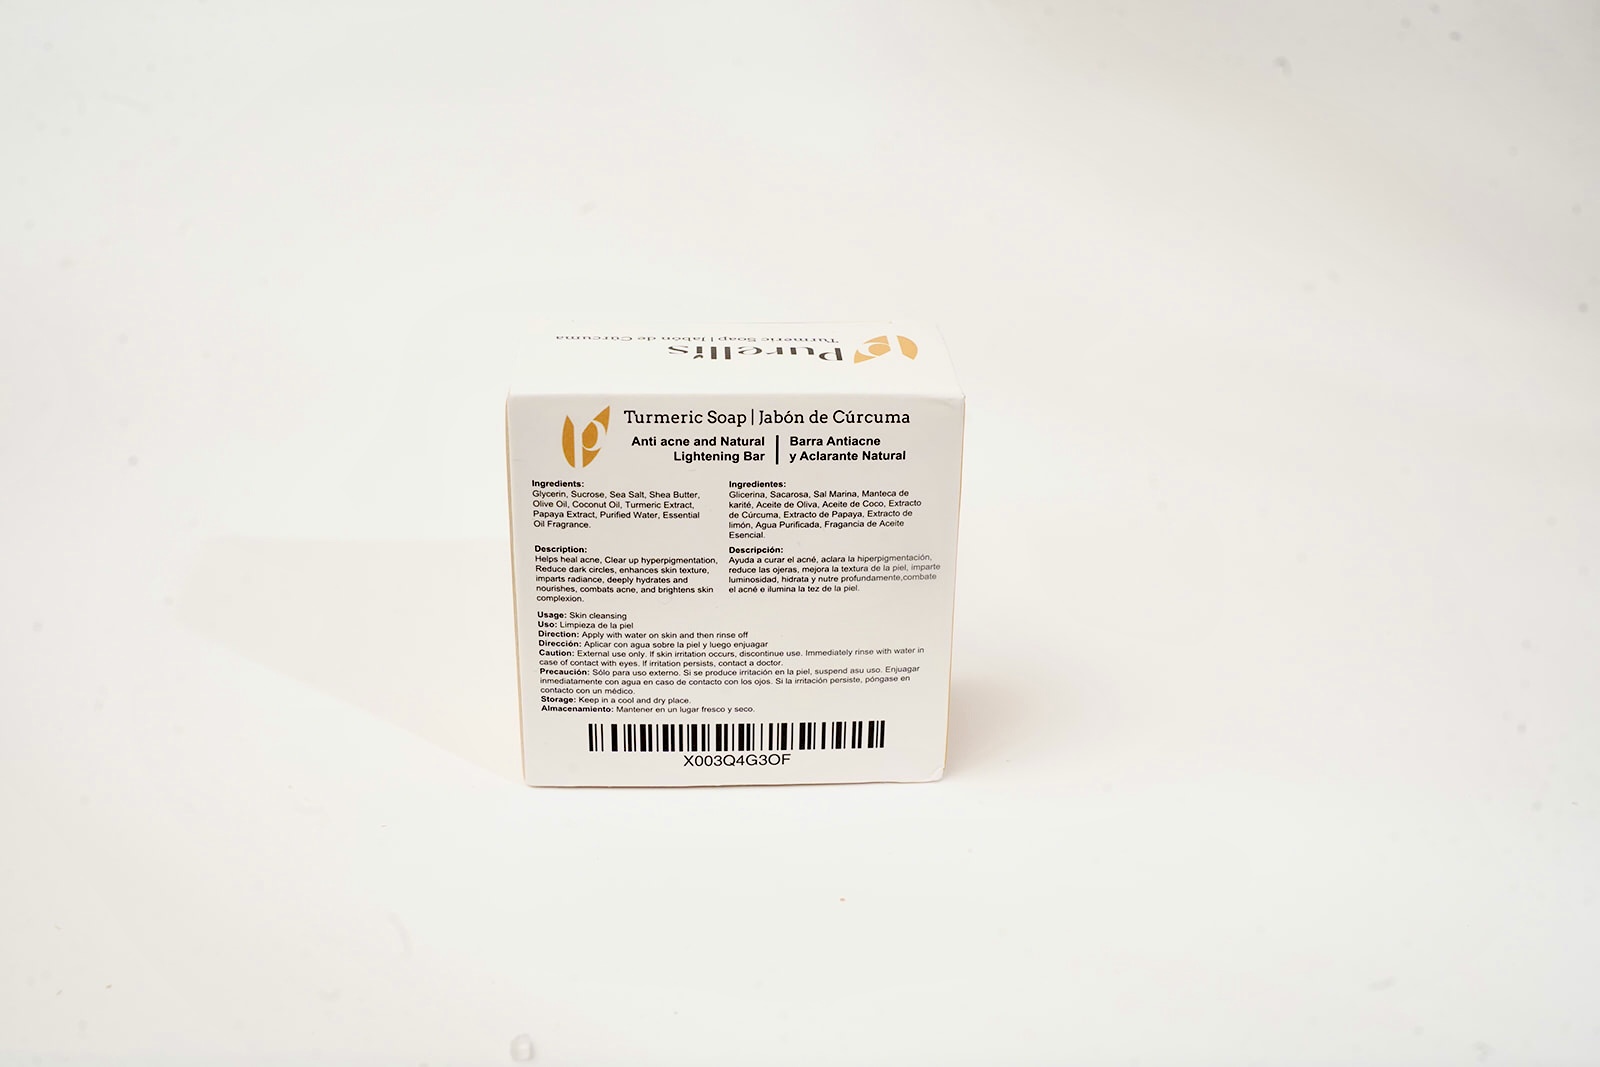 Purelli's
Turmeric Soap | Jabón de Cúrcuma
Turmeric Soap | Jabón de Cúrcuma
Anti acne and Natural
Lightening Bar
Barra Antiacne
y Aclarante Natural
Ingredients:
Glycerin, Sucrose, Sea Salt, Shea Butter,
Olive Oil, Coconut Oil, Turmeric Extract,
Papaya Extract, Purified Water, Essential
Oil Fragrance.
Ingredientes:
Glicerina, Sacarosa, Sal Marina, Manteca de
karité, Aceite de Oliva, Aceite de Coco, Extracto
de Cúrcuma, Extracto de Papaya, Extracto de
limón, Agua Purificada, Fragancia de Aceite
Esencial.
Description:
Helps heal acne, Clear up hyperpigmentation,
Reduce dark circles, enhances skin texture,
imparts radiance, deeply hydrates and
nourishes, combats acne, and brightens skin
complexion.
Descripción:
Ayuda a curar el acné, aclara la hiperpigmentación,
reduce las ojeras, mejora la textura de la piel, imparte
luminosidad, hidrata y nutre profundamente,combate
el acné e ilumina la tez de la piel.
Usage: Skin cleansing
Uso: Limpieza de la piel
Direction: Apply with water on skin and then rinse off
Dirección: Aplicar con agua sobre la piel y luego enjuagar
Caution: External use only. If skin irritation occurs, discontinue use. Immediately rinse with water in
case of contact with eyes. If irritation persists, contact a doctor.
Precaución: Sólo para uso externo. Si se produce irritación en la piel, suspend asu uso. Enjuagar
inmediatamente con agua en caso de contacto con los ojos. Si la irritación persiste, póngase en
contacto con un médico.
Storage: Keep in a cool and dry place.
Almacenamiento: Mantener en un lugar fresco y seco.
X003Q4G3OF